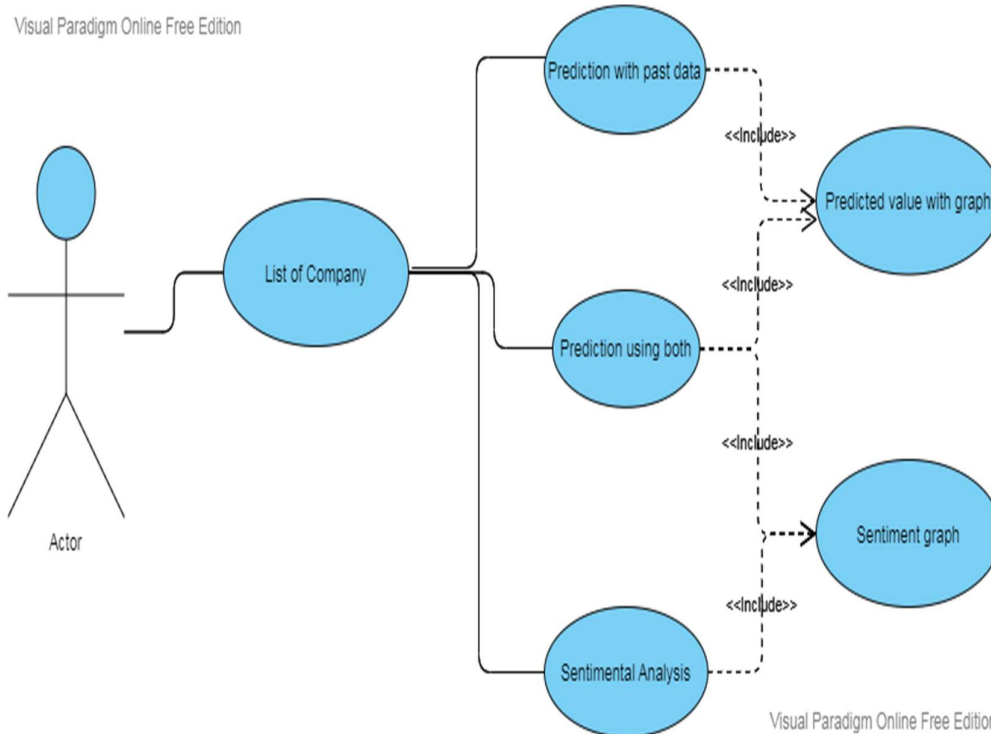 Visual Paradigm Online Free Edition
Prediction with past data
<<Include>>
Predicted value with graph
List of Company
<<Include>>
Prediction using both
<<Include>>
Actor
Sentiment graph
<<Include>>
Sentimental Analysis
Visual Paradigm Online Free Edition